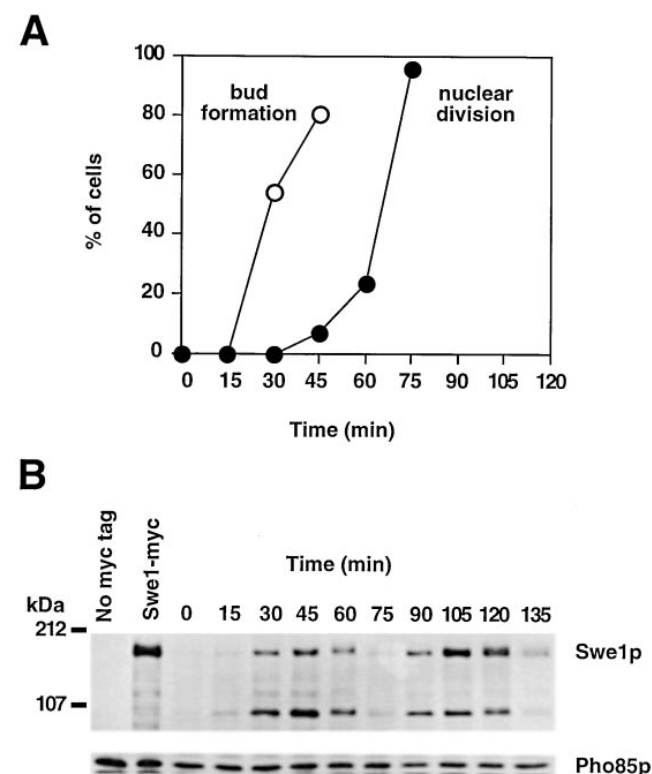 A
100
80
60
40
20
0
% of cells
bud
formation
nuclear
division
0 15 30 45 60 75 90 105 120
Time (min)
B
No myc tag
Swe1-myc
Time (min)
kDa
0 15 30 45 60 75 90 105 120 135
212
107
Swe1p
Pho85p